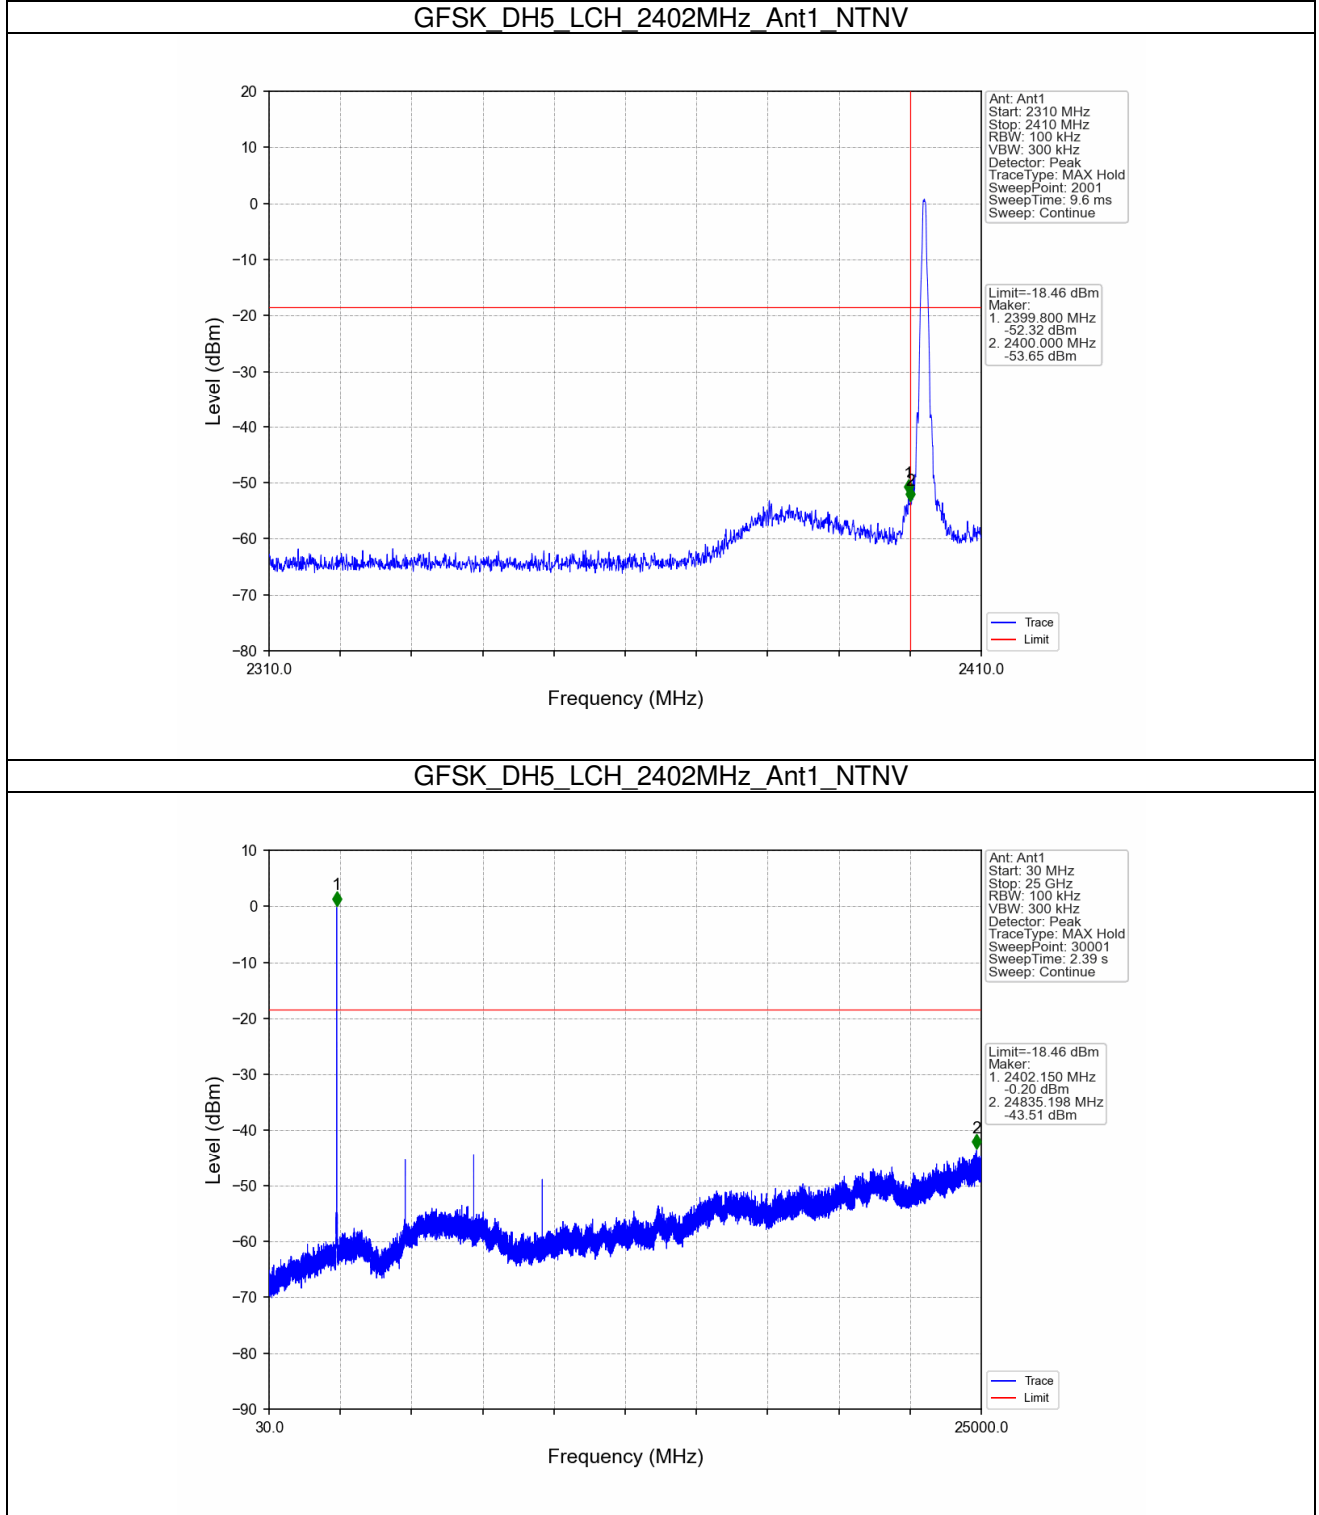 GFSK_DH5_LCH_2402MHz_Ant1_NTNV
20
10
0
−10
−20
−30
−40
−50
−60
−70
−80
Level (dBm)
2310.0
2410.0
Frequency (MHz)
1
2
Ant: Ant1
Start: 2310 MHz
Stop: 2410 MHz
RBW: 100 kHz
VBW: 300 kHz
Detector: Peak
TraceType: MAX Hold
SweepPoint: 2001
SweepTime: 9.6 ms
Sweep: Continue
Limit=-18.46 dBm
Maker:
1. 2399.800 MHz
-52.32 dBm
2. 2400.000 MHz
-53.65 dBm
Trace
Limit
GFSK_DH5_LCH_2402MHz_Ant1_NTNV
10
0
−10
−20
−30
−40
−50
−60
−70
−80
−90
Level (dBm)
30.0
25000.0
Frequency (MHz)
1
2
Ant: Ant1
Start: 30 MHz
Stop: 25 GHz
RBW: 100 kHz
VBW: 300 kHz
Detector: Peak
TraceType: MAX Hold
SweepPoint: 30001
SweepTime: 2.39 s
Sweep: Continue
Limit=-18.46 dBm
Maker:
1. 2402.150 MHz
-0.20 dBm
2. 24835.198 MHz
-43.51 dBm
Trace
Limit